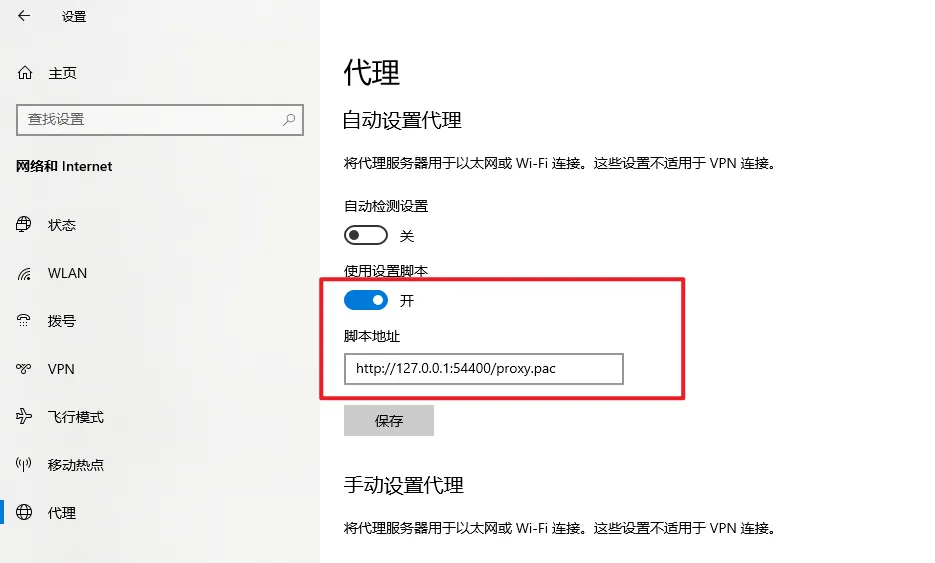 设置
主页
查找设置
网络和 Internet
状态
WLAN
拨号
VPN
飞行模式
移动热点
代理
代理
自动设置代理
将代理服务器用于以太网或 Wi-Fi 连接。这些设置不适用于 VPN 连接。
自动检测设置
关
使用设置脚本
开
脚本地址
http://127.0.0.1:54400/proxy.pac
保存
手动设置代理
将代理服务器用于以太网或 Wi-Fi 连接。这些设置不适用于 VPN 连接。